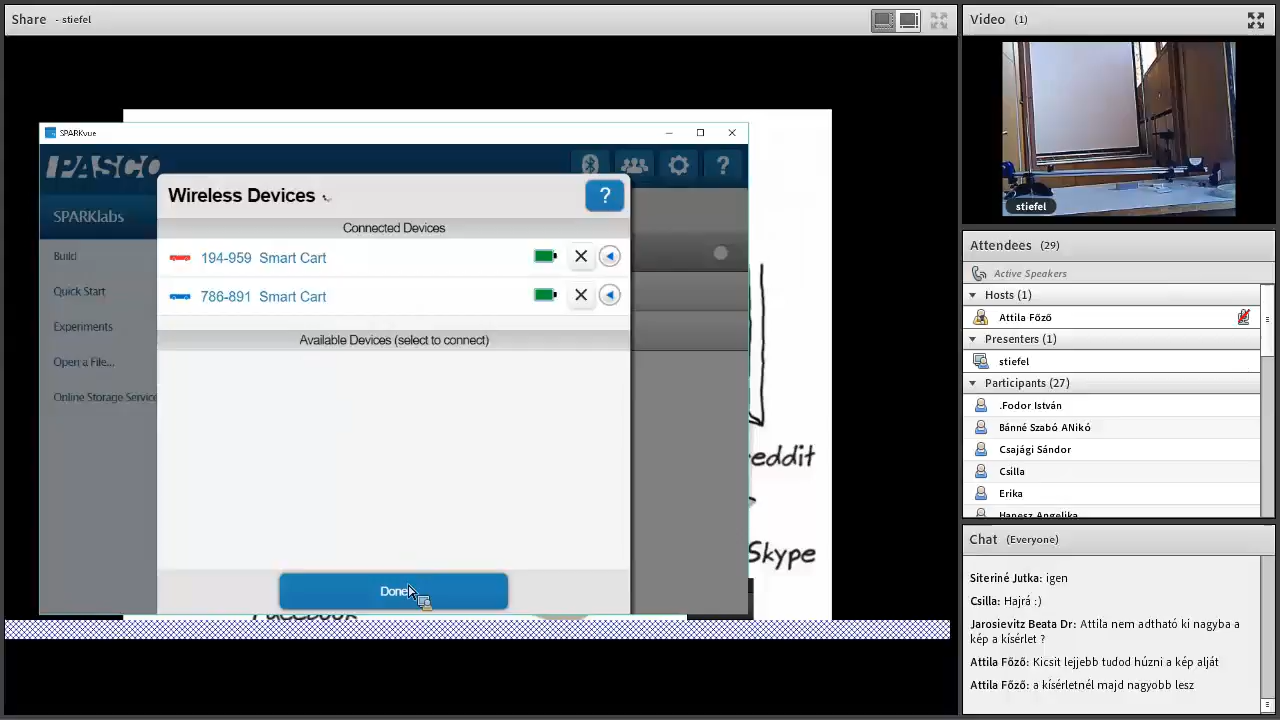 Share - stiefel
Video (1)
SPARKvue
PASCO
Wireless Devices
?
?
SPARKlabs
Connected Devices
Build
194-959 Smart Cart
Quick Start
786-891 Smart Cart
Experiments
Available Devices (select to connect)
Open a File...
Online Storage Service
eddit
Skype
Done
Facebook
stiefel
Attendees (29)
Active Speakers
Hosts (1)
Attila Főző
Presenters (1)
stiefel
Participants (27)
.Fodor István
Bánné Szabó ANikó
Csajági Sándor
Csilla
Erika
Hanesz Angelika
Chat (Everyone)
Siteriné Jutka: igen
Csilla: Hajrá :)
Jarosievitz Beata Dr: Attila nem adtható ki nagyba a
kép a kísérlet ?
Attila Főző: Kicsit lejjebb tudod húzni a kép alját
Attila Főző: a kísérletnél majd nagyobb lesz